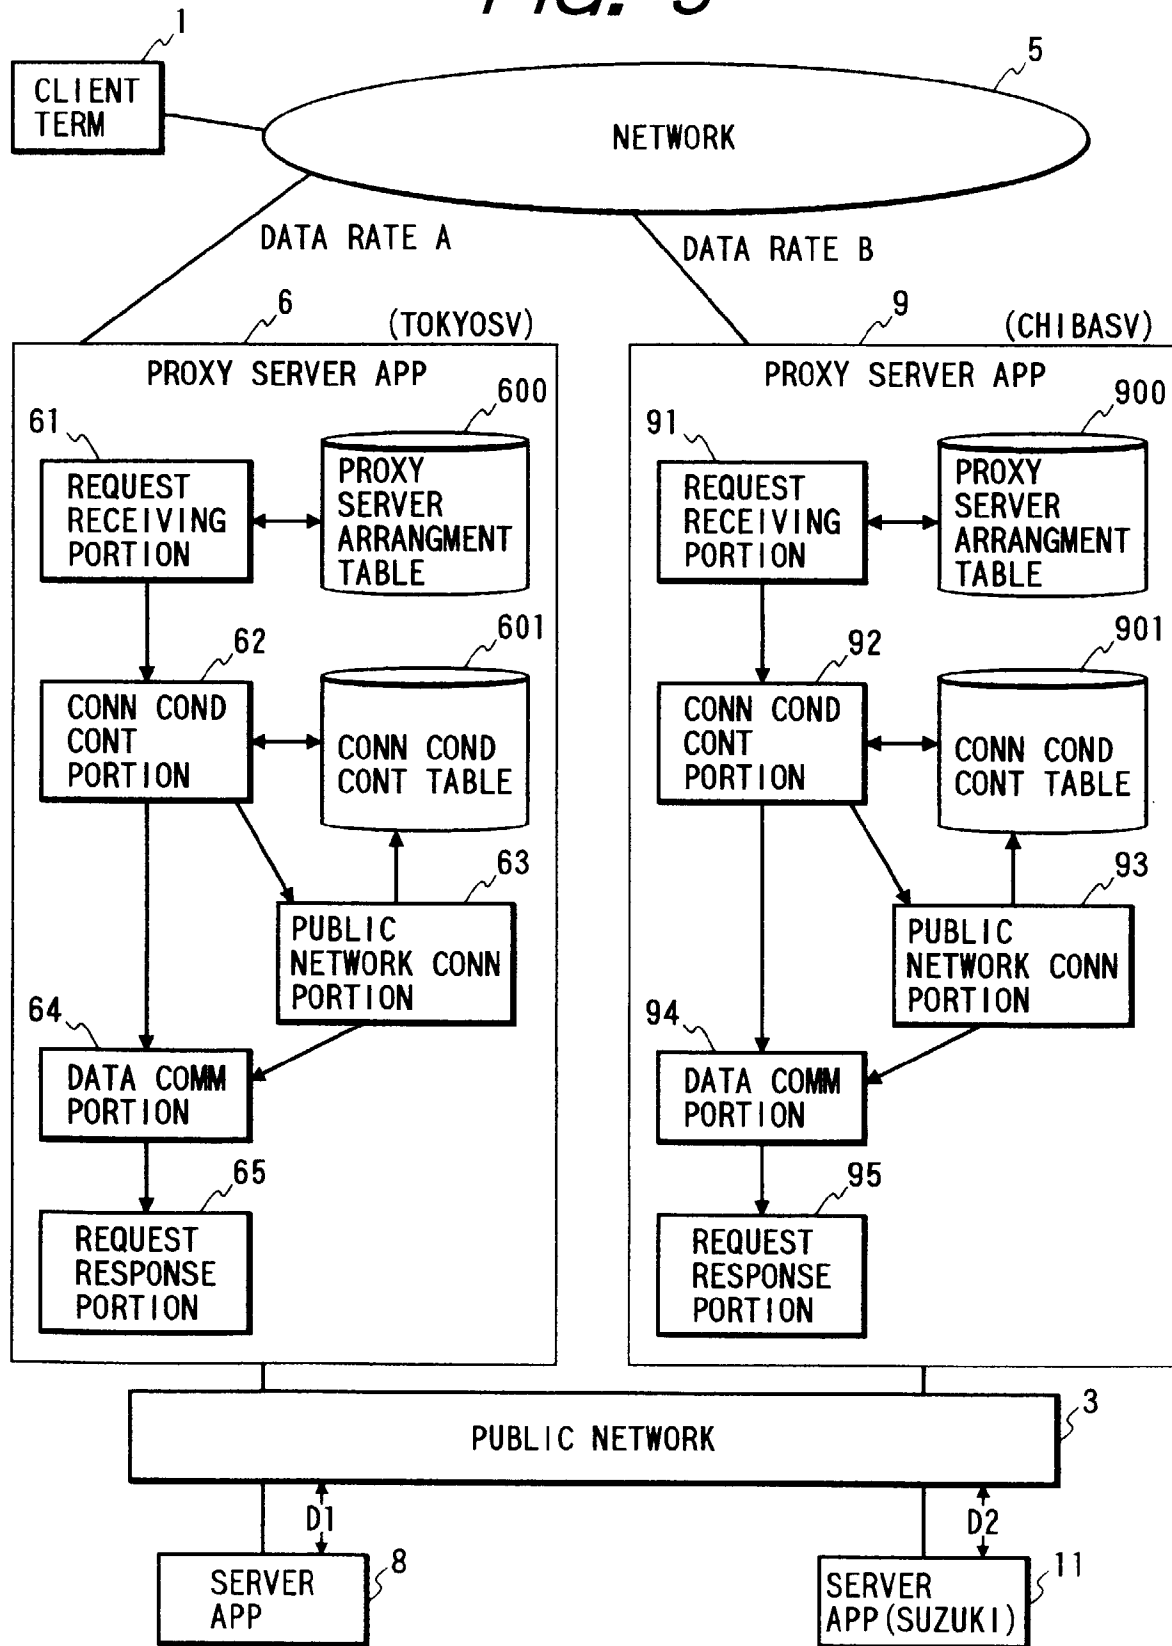 FIG. 9
1
CLIENT
TERM
5
NETWORK
DATA RATE A
DATA RATE B
6
(TOKYOSV)
PROXY SERVER APP
600
61
REQUEST
RECEIVING
PORTION
PROXY
SERVER
ARRANGMENT
TABLE
62
601
CONN COND
CONT
PORTION
CONN COND
CONT TABLE
63
PUBLIC
NETWORK CONN
PORTION
64
DATA COMM
PORTION
65
REQUEST
RESPONSE
PORTION
9
(CHIBASV)
PROXY SERVER APP
900
91
REQUEST
RECEIVING
PORTION
PROXY
SERVER
ARRANGMENT
TABLE
92
901
CONN COND
CONT
PORTION
CONN COND
CONT TABLE
93
PUBLIC
NETWORK CONN
PORTION
94
DATA COMM
PORTION
95
REQUEST
RESPONSE
PORTION
3
PUBLIC NETWORK
D1
D2
8
SERVER
APP
11
SERVER
APP(SUZUKI)